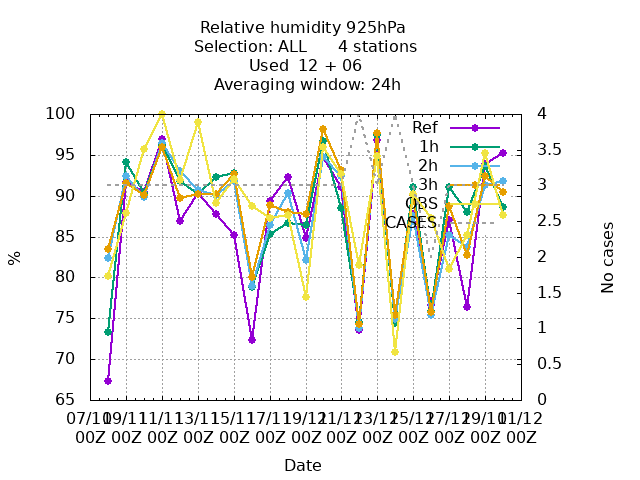 Relative humidity 925hPa
Selection: ALL 4 stations
Used 12 + 06
Averaging window: 24h
100
95
90
85
80
75
70
65
%
4
3.5
3
2.5
2
1.5
1
0.5
0
No cases
Ref
1h
2h
3h
OBS
CASES
07/11 09/11 11/11 13/11 15/11 17/11 19/11 21/11 23/11 25/11 27/11 29/11 01/12
00Z 00Z 00Z 00Z 00Z 00Z 00Z 00Z 00Z 00Z 00Z 00Z 00Z
Date